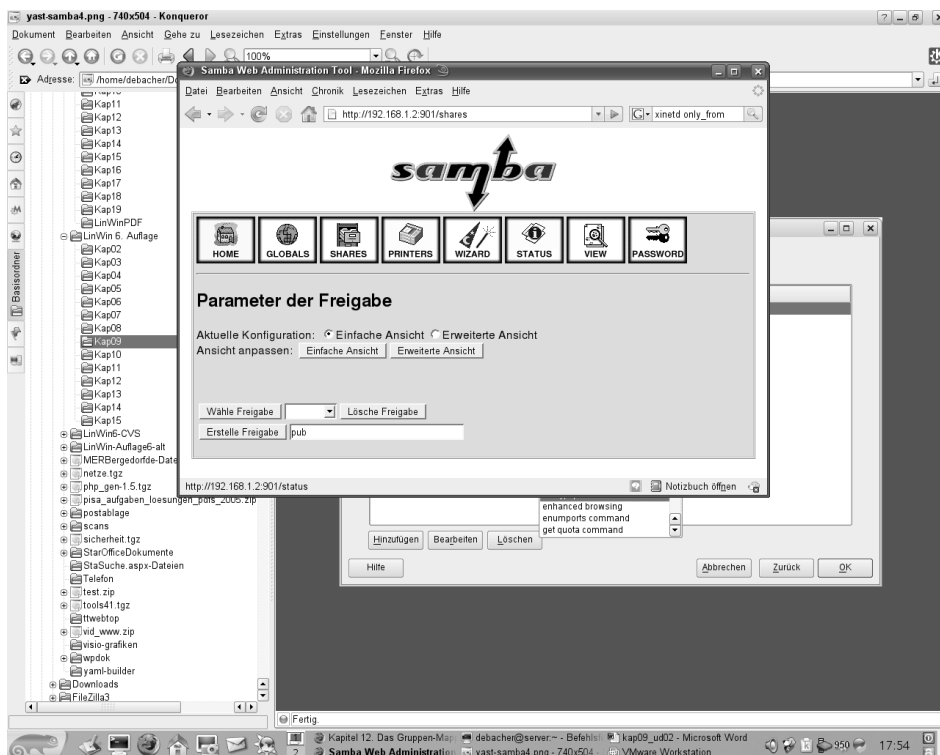 yast-samba4.png - 740x504 - Konqueror
Dokument Bearbeiten Ansicht Gehe zu Lesezeichen Extras Einstellungen Fenster Hilfe
100%
Adresse: /home/debacher/Do
Basisordner
Kap11
Kap12
Kap13
Kap14
Kap15
Kap16
Kap17
Kap18
Kap19
LinWinPDF
LinWin 6. Auflage
Kap02
Kap03
Kap04
Kap05
Kap06
Kap07
Kap08
Kap09
Kap10
Kap11
Kap12
Kap13
Kap14
Kap15
LinWin6-CVS
LinWin-Auflage6-alt
MERBergedorfde-Date
netze.tgz
php_gen-1.5.tgz
pisa_aufgaben_loesungen_pdfs_2005.zip
postablage
scans
sicherheit.tgz
StarOfficeDokumente
StaSuche.aspx-Dateien
Telefon
test.zip
tools41.tgz
ttwebtop
vid_www.zip
visio-grafiken
wpdok
yaml-builder
Downloads
FileZilla3
Samba Web Administration Tool - Mozilla Firefox
Datei Bearbeiten Ansicht Chronik Lesezeichen Extras Hilfe
http://192.168.1.2:901/shares
xinetd only_from
samba
HOME GLOBALS SHARES PRINTERS WIZARD STATUS VIEW PASSWORD
Parameter der Freigabe
Aktuelle Konfiguration: Einfache Ansicht Erweiterte Ansicht
Ansicht anpassen: Einfache Ansicht Erweiterte Ansicht
Wähle Freigabe Lösche Freigabe
Erstelle Freigabe pub
http://192.168.1.2:901/status
Notizbuch öffnen
enhanced browsing
enumports command
get quota command
Hinzufügen Bearbeiten Löschen
Hilfe Abbrechen Zurück OK
Fertig.
Kapitel 12. Das Gruppen-Map debacher@server:~ - Befehls kap09_ud02 - Microsoft Word
2 Samba Web Administration yast-samba4.png - 740x504 - VMware Workstation
950 17:54